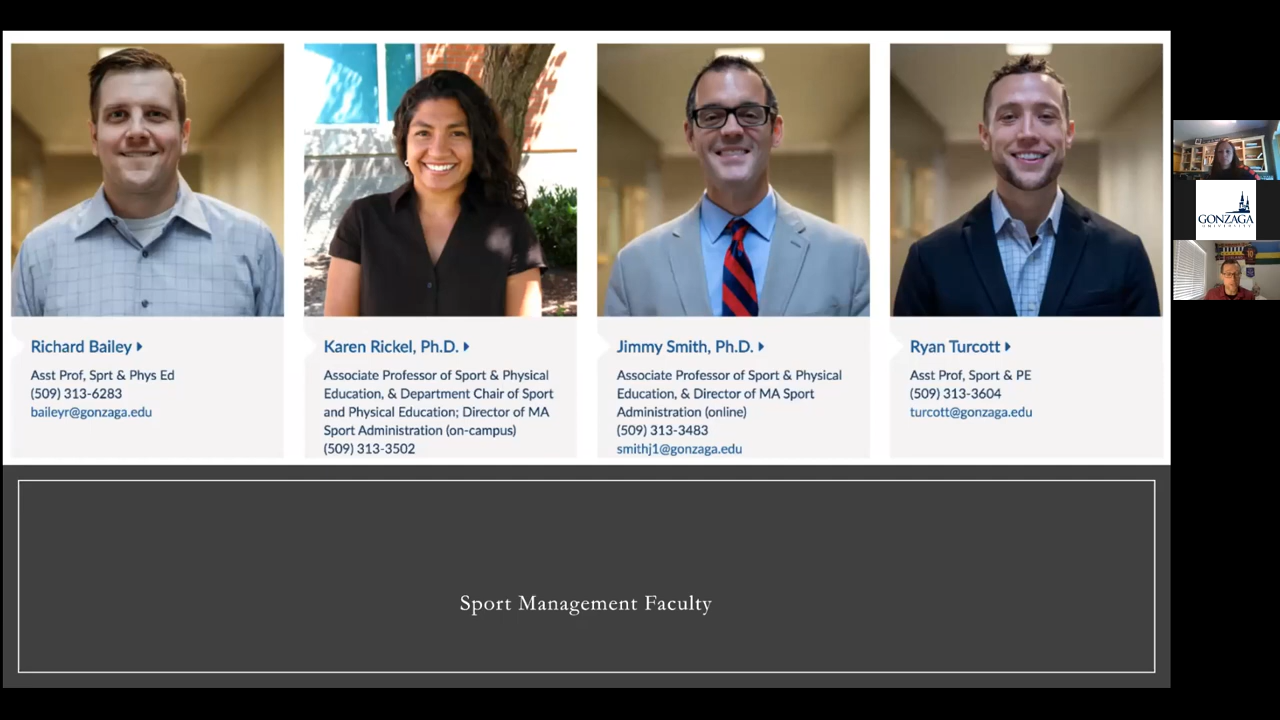 Richard Bailey
Asst Prof, Sprt & Phys Ed
(509) 313-6283
baileyr@gonzaga.edu
Karen Rickel, Ph.D.
Associate Professor of Sport & Physical
Education, & Department Chair of Sport
and Physical Education; Director of MA
Sport Administration (on-campus)
(509) 313-3502
Jimmy Smith, Ph.D.
Associate Professor of Sport & Physical
Education, & Director of MA Sport
Administration (online)
(509) 313-3483
smithj1@gonzaga.edu
Ryan Turcott
Asst Prof, Sport & PE
(509) 313-3604
turcott@gonzaga.edu
Sport Management Faculty
GONZAGA
UNIVERSITY